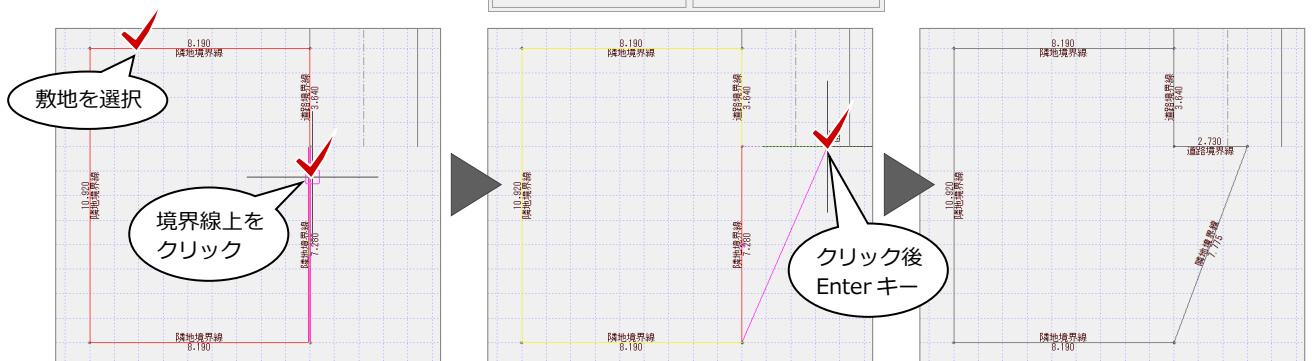 8.190
隣地境界線
敷地を選択
道路境界線
3.640
10.920
隣地境界線
境界線上を
クリック
隣地境界線
7.280
隣地境界線
8.190
8.190
隣地境界線
道路境界線
3.640
10.920
隣地境界線
隣地境界線
7.280
クリック後
Enter キー
隣地境界線
8.190
8.190
隣地境界線
道路境界線
3.640
2.730
道路境界線
10.920
隣地境界線
隣地境界線
7.775
隣地境界線
8.190